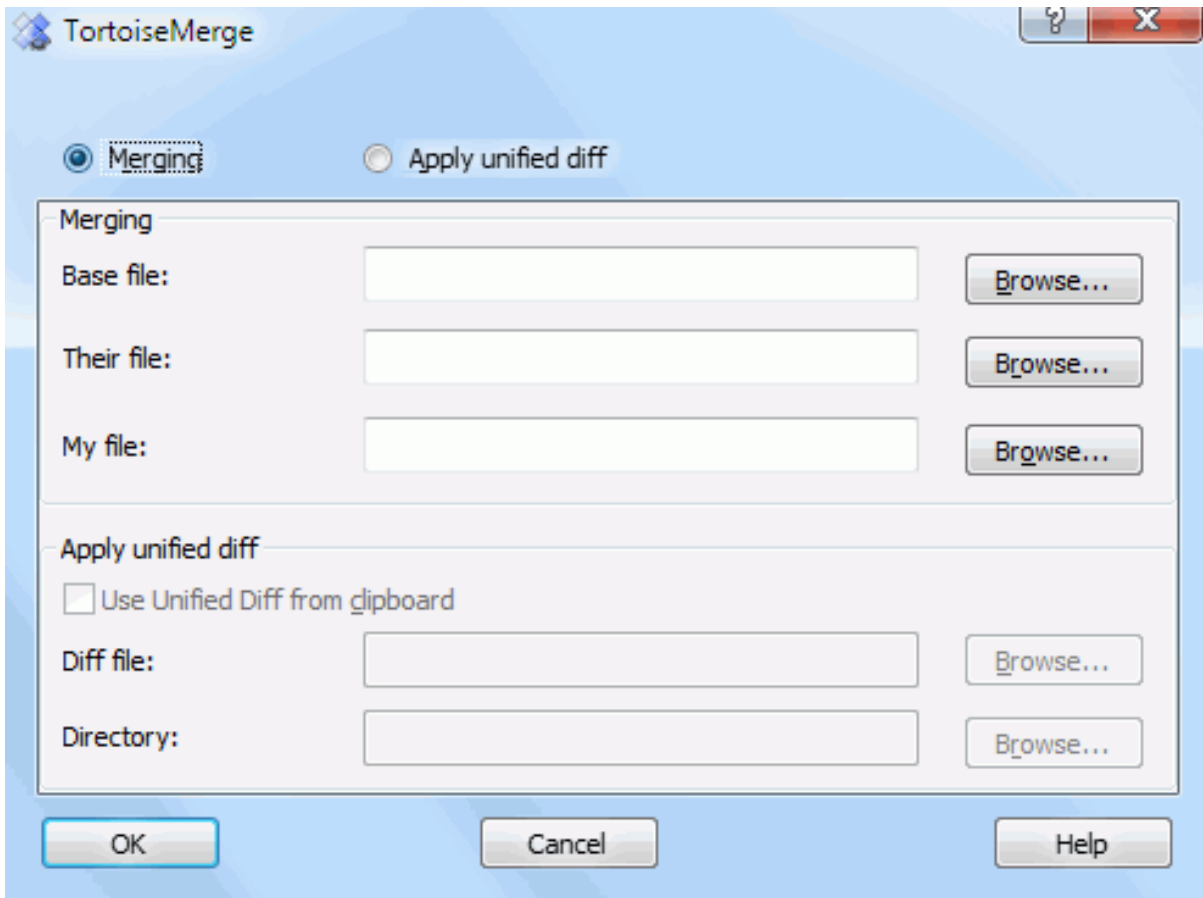 TortoiseMerge
?
X
Merging
Apply unified diff
Merging
Base file:
Browse...
Their file:
Browse...
My file:
Browse...
Apply unified diff
Use Unified Diff from clipboard
Diff file:
Browse...
Directory:
Browse...
OK
Cancel
Help